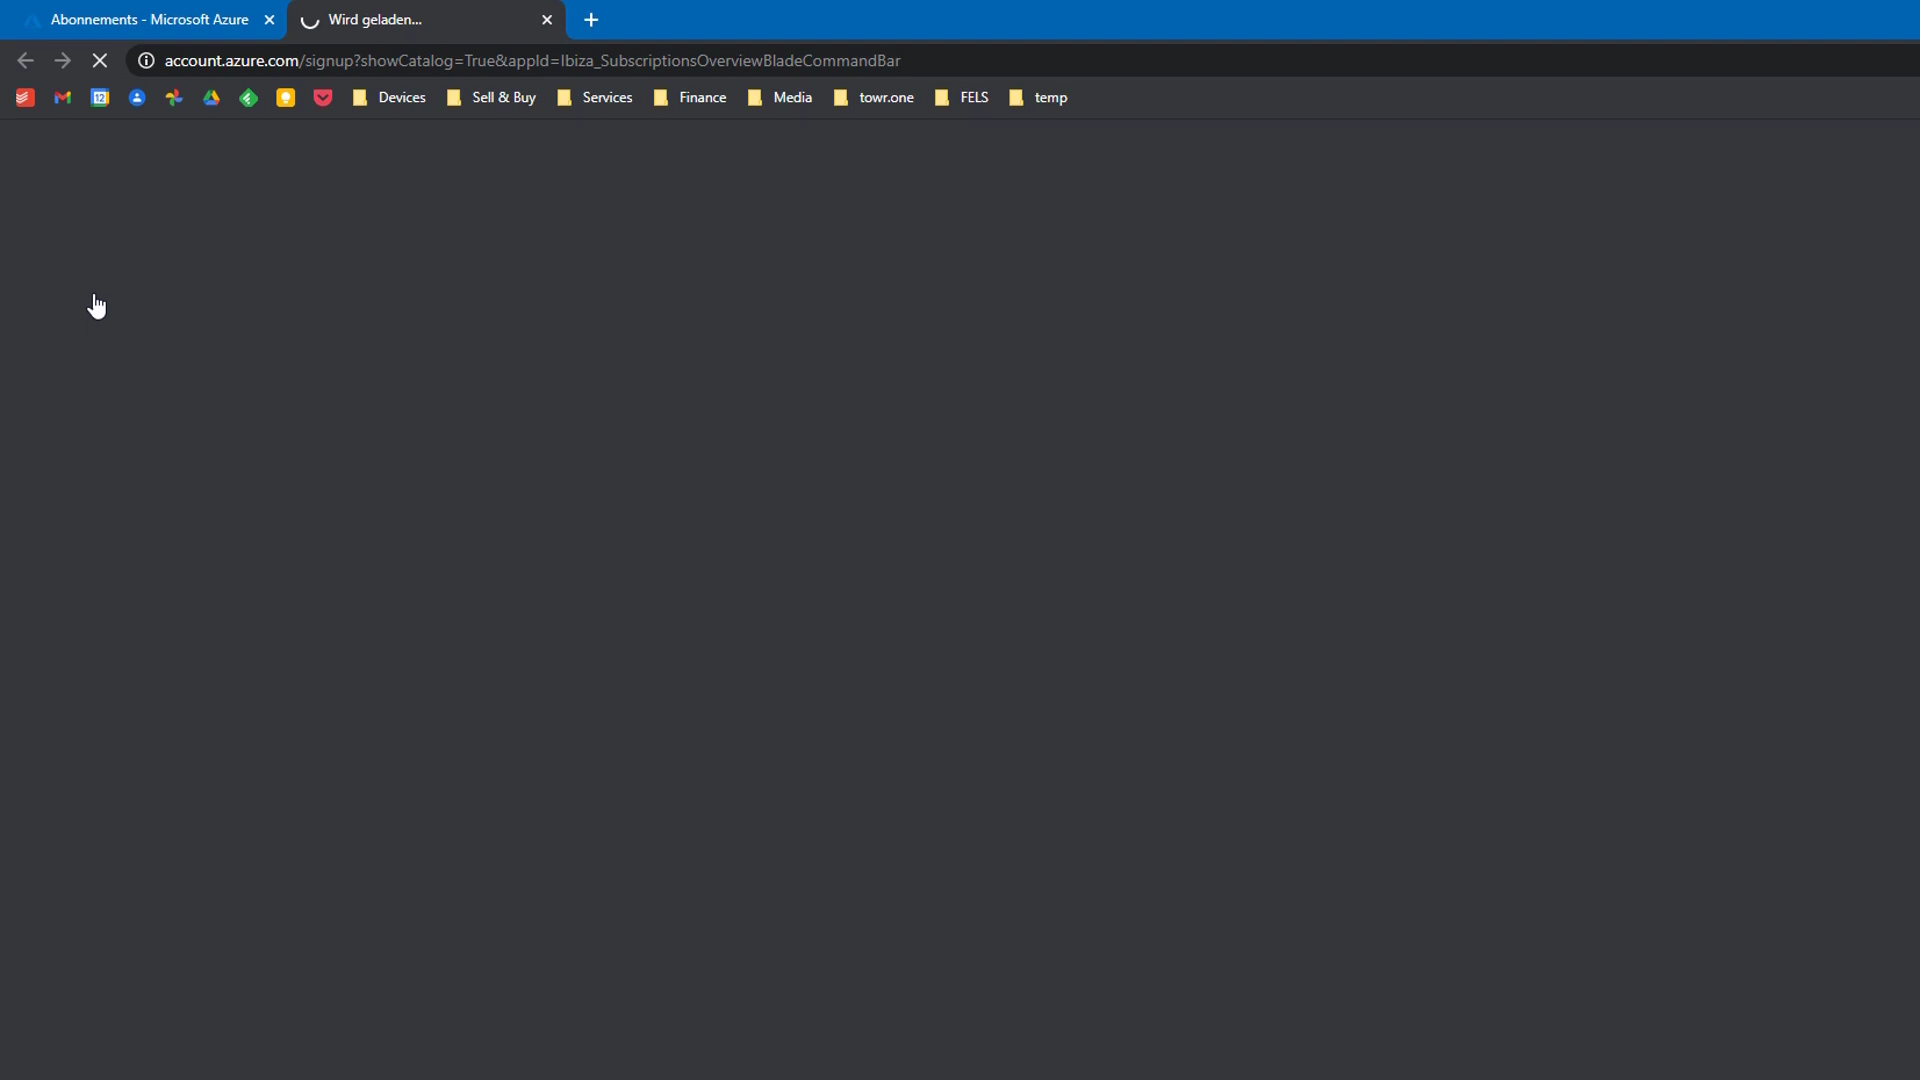 Abonnements - Microsoft Azure
Wird geladen...
account.azure.com/signup?showCatalog=True&appId=Ibiza_SubscriptionsOverviewBladeCommandBar
12 Devices Sell & Buy Services Finance Media towr.one FELS temp